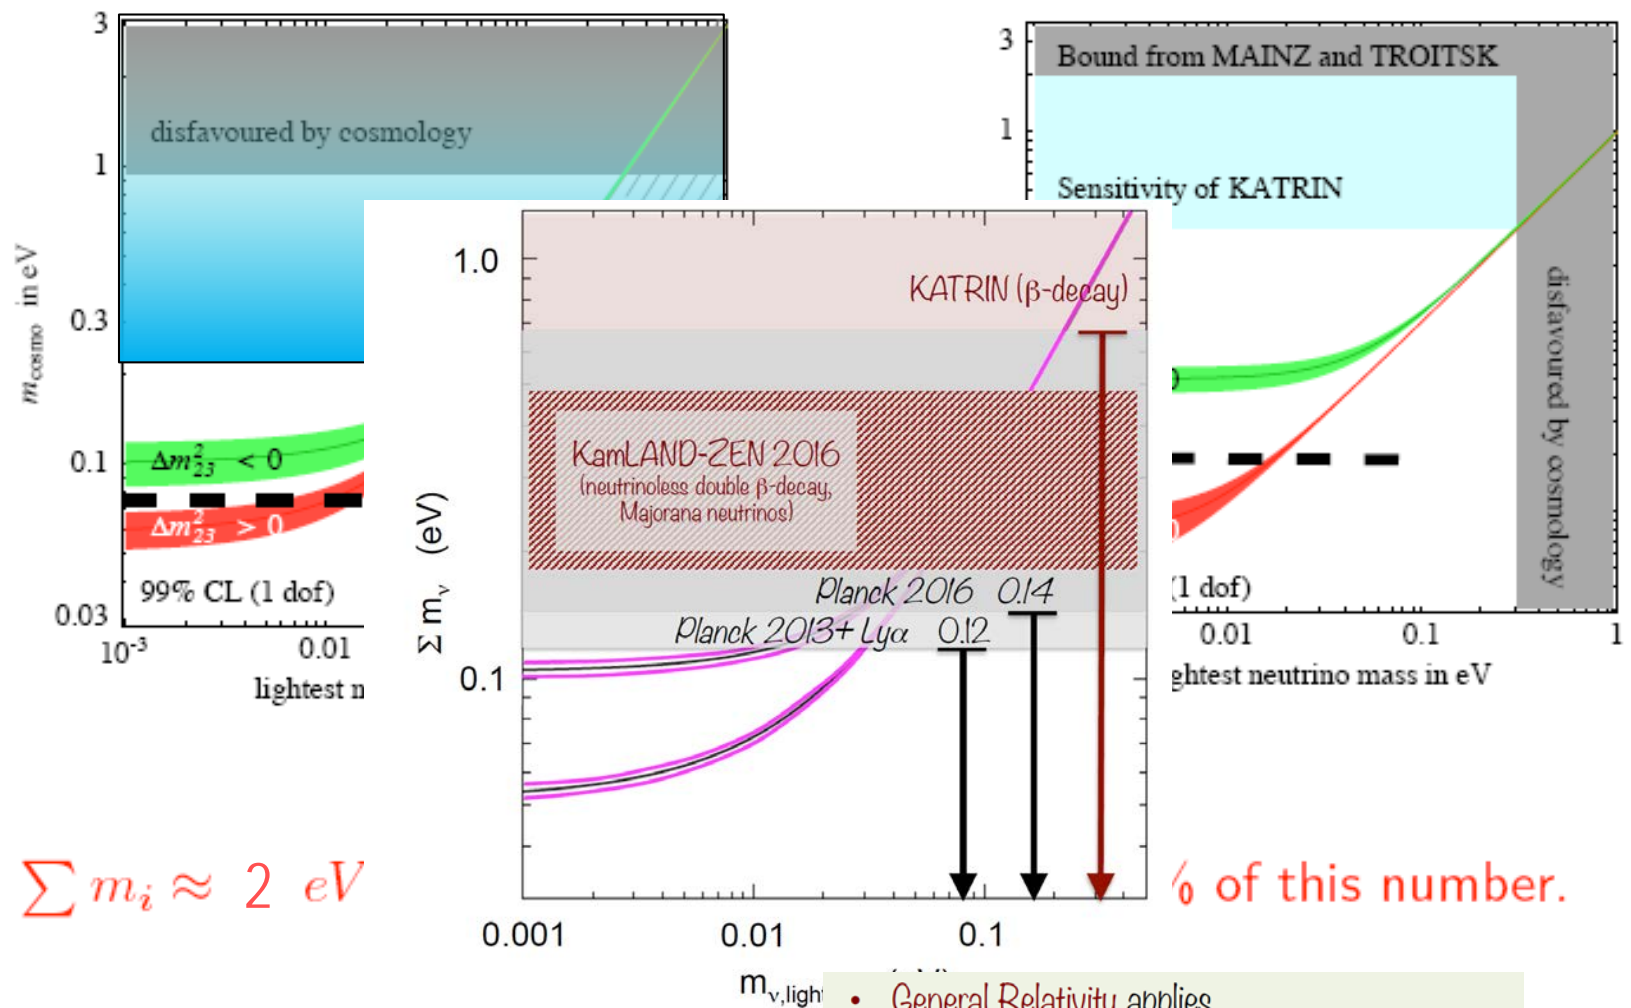 3
disfavoured by cosmology
1
0.3
0.1
0.03
m_cosmo in eV
Δm²₂₃ < 0
Δm²₂₃ > 0
99% CL (1 dof)
10⁻³
0.01
lightest
3
Bound from MAINZ and TROITSK
1
Sensitivity of KATRIN
disfavoured by cosmology
(1 dof)
0.01
0.1
1
neutrino mass in eV
1.0
0.1
Σ mν (eV)
KATRIN (β-decay)
KamLAND-ZEN 2016
(neutrinoless double β-decay,
Majorana neutrinos)
Planck 2016 0.14
Planck 2013+ Lyα 0.12
0.001
0.01
0.1
∑ mᵢ ≈ 2 eV
% of this number.
• General Relativity applies